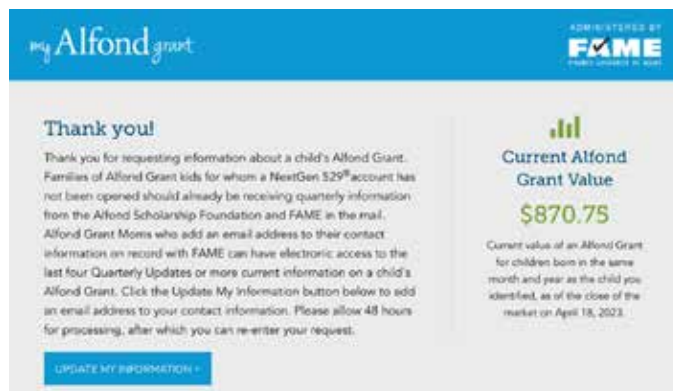 my Alfond grant
ADMINISTERED BY
FAME
Thank you!
Thank you for requesting information about a child's Alfond Grant.
Families of Alfond Grant kids for whom a NextGen 529® account has
not been opened should already be receiving quarterly information
from the Alfond Scholarship Foundation and FAME in the mail.
Alfond Grant Moms who add an email address to their contact
information on record with FAME can have electronic access to the
last four Quarterly Updates or more current information on a child's
Alfond Grant. Click the Update My Information button below to add
an email address to your contact information. Please allow 48 hours
for processing, after which you can re-enter your request.
UPDATE MY INFORMATION
Current Alfond
Grant Value
$870.75
Current value of an Alfond Grant
for children born in the same
month and year as the child you
identified, as of the close of the
market on April 18, 2023.